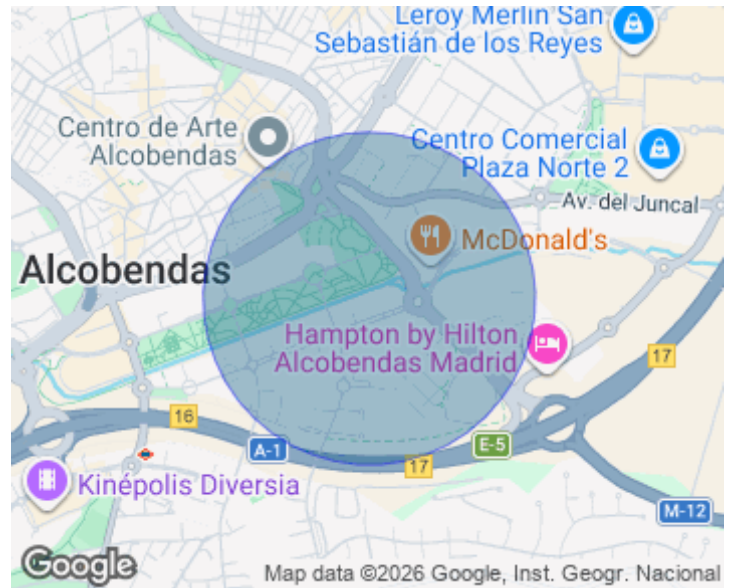 Leroy Merlin San
Sebastián de los Reyes
Centro de Arte
Alcobendas
Centro Comercial
Plaza Norte 2
Av. del Juncal
McDonald's
Alcobendas
Hampton by Hilton
Alcobendas Madrid
17
16
A-1
E-5
17
Kinépolis Diversia
M-12
Google
Map data ©2026 Google, Inst. Geogr. Nacional